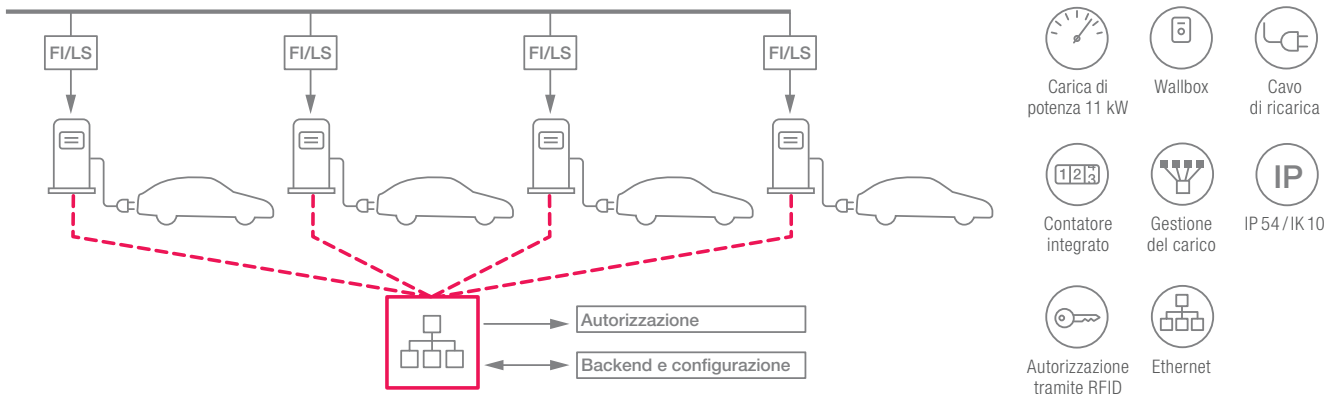 FI/LS
FI/LS
FI/LS
FI/LS
Autorizzazione
Backend e configurazione
Carica di
potenza 11 kW
Wallbox
Cavo
di ricarica
123
Contatore
integrato
Gestione
del carico
IP
IP 54 / IK 10
Autorizzazione
tramite RFID
Ethernet